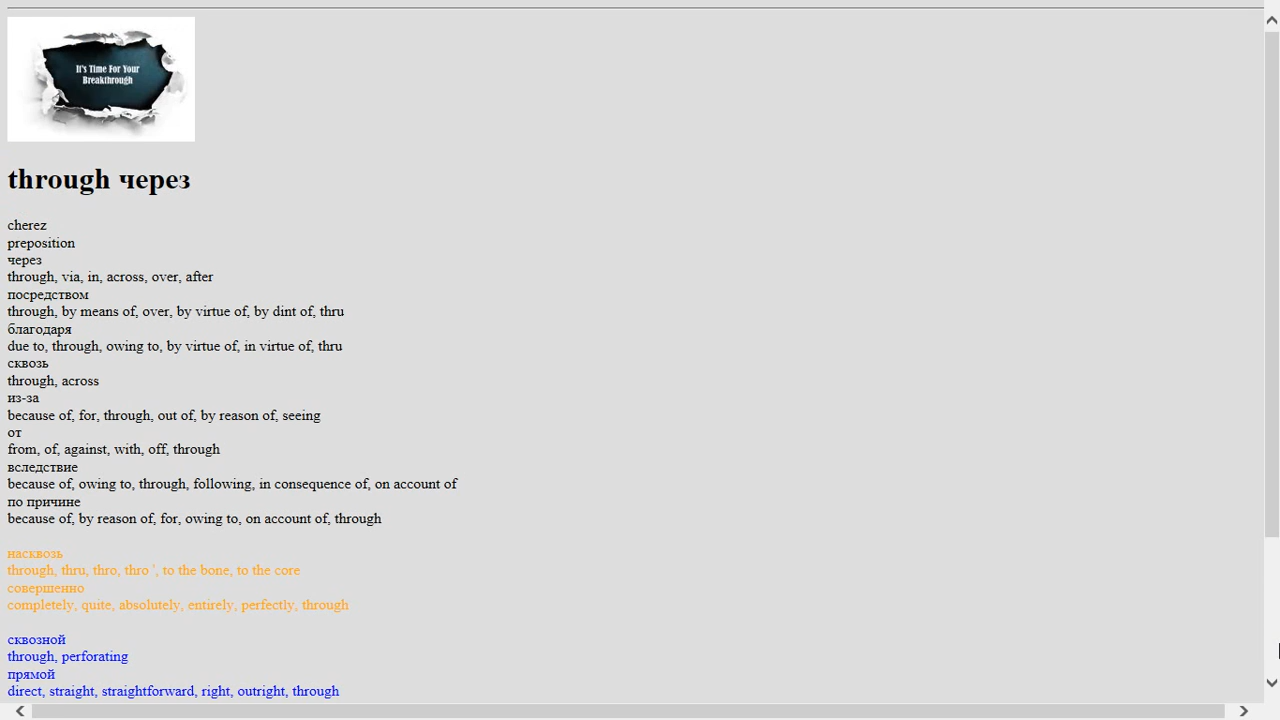 It's Time For Your
Breakthrough
through через
cherez
preposition
через
through, via, in, across, over, after
посредством
through, by means of, over, by virtue of, by dint of, thru
благодаря
due to, through, owing to, by virtue of, in virtue of, thru
сквозь
through, across
из-за
because of, for, through, out of, by reason of, seeing
от
from, of, against, with, off, through
вследствие
because of, owing to, through, following, in consequence of, on account of
по причине
because of, by reason of, for, owing to, on account of, through
насквозь
through, thru, thro, thro ', to the bone, to the core
совершенно
completely, quite, absolutely, entirely, perfectly, through
сквозной
through, perforating
прямой
direct, straight, straightforward, right, outright, through